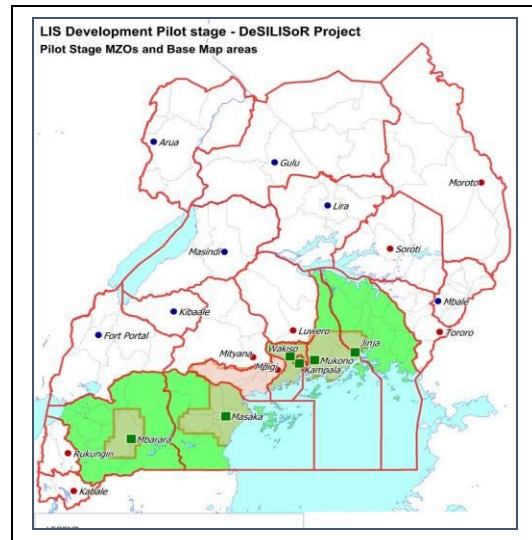 LIS Development Pilot stage - DeSILISoR Project
Pilot Stage MZOs and Base Map areas
Arua
Gulu
Moroto
Lira
Soroti
Masindi
Mbale
Kibaale
Tororo
Fort Portal
Luwero
Mityana
Wakiso
Jinja
Mukono
Mpigi
Kampala
Masaka
Mbarara
Rukungiri
Kabale